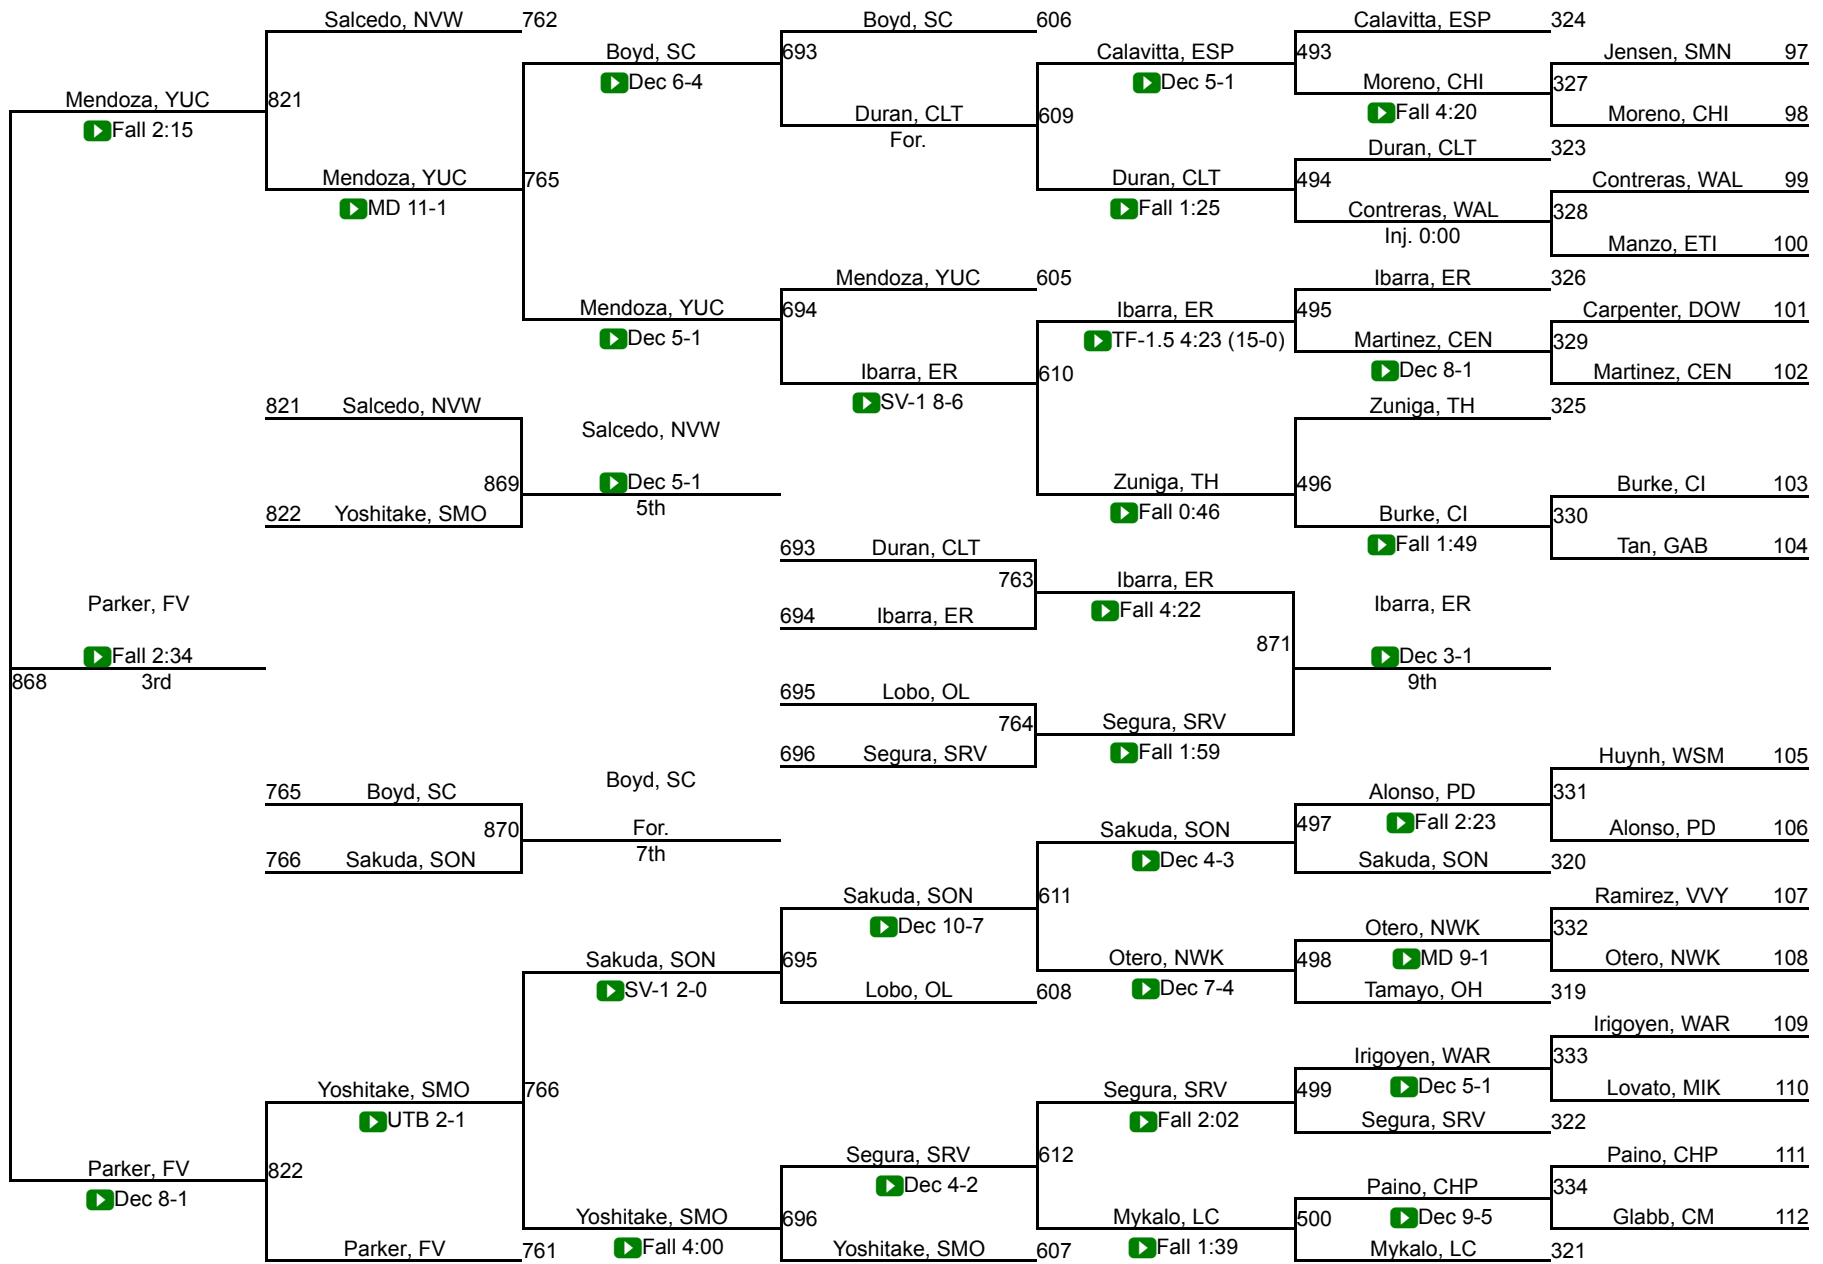 Salcedo, NVW 762 Boyd, SC 606 Calavitta, ESP 324
Boyd, SC 693 Calavitta, ESP 493 Jensen, SMN 97
Dec 6-4 Dec 5-1 Moreno, CHI 327
Mendoza, YUC 821 Duran, CLT 609 Fall 4:20 Moreno, CHI 98
Fall 2:15 For. Duran, CLT 323
Mendoza, YUC 765 Duran, CLT 494 Contreras, WAL 99
MD 11-1 Fall 1:25 Contreras, WAL 328
Inj. 0:00 Manzo, ETI 100
Mendoza, YUC 605 Ibarra, ER 326
Mendoza, YUC 694 Ibarra, ER 495 Carpenter, DOW 101
Dec 5-1 TF-1.5 4:23 (15-0) Martinez, CEN 329
Ibarra, ER 610 Dec 8-1 Martinez, CEN 102
821 Salcedo, NVW SV-1 8-6 Zuniga, TH 325
Salcedo, NVW
869 Dec 5-1 Zuniga, TH 496 Burke, CI 103
822 Yoshitake, SMO 5th Fall 0:46 Burke, CI 330
693 Duran, CLT Fall 1:49 Tan, GAB 104
763 Ibarra, ER
Parker, FV 694 Ibarra, ER Fall 4:22 Ibarra, ER
Fall 2:34 871 Dec 3-1
868 3rd 695 Lobo, OL 9th
764 Segura, SRV
696 Segura, SRV Fall 1:59 Huynh, WSM 105
765 Boyd, SC Boyd, SC Alonso, PD 331
870 For. Sakuda, SON 497 Fall 2:23 Alonso, PD 106
766 Sakuda, SON 7th Dec 4-3 Sakuda, SON 320
Sakuda, SON 611 Ramirez, VVY 107
Dec 10-7 Otero, NWK 332
Sakuda, SON 695 Otero, NWK 498 MD 9-1 Otero, NWK 108
SV-1 2-0 Lobo, OL 608 Dec 7-4 Tamayo, OH 319
Irigoyen, WAR 109
Irigoyen, WAR 333
Yoshitake, SMO 766 Segura, SRV 499 Dec 5-1 Lovato, MIK 110
UTB 2-1 Fall 2:02 Segura, SRV 322
Parker, FV 822 Segura, SRV 612 Paino, CHP 111
Dec 8-1 Dec 4-2 Paino, CHP 334
Yoshitake, SMO 696 Mykalo, LC 500 Dec 9-5 Glabb, CM 112
Parker, FV 761 Fall 4:00 Yoshitake, SMO 607 Fall 1:39 Mykalo, LC 321